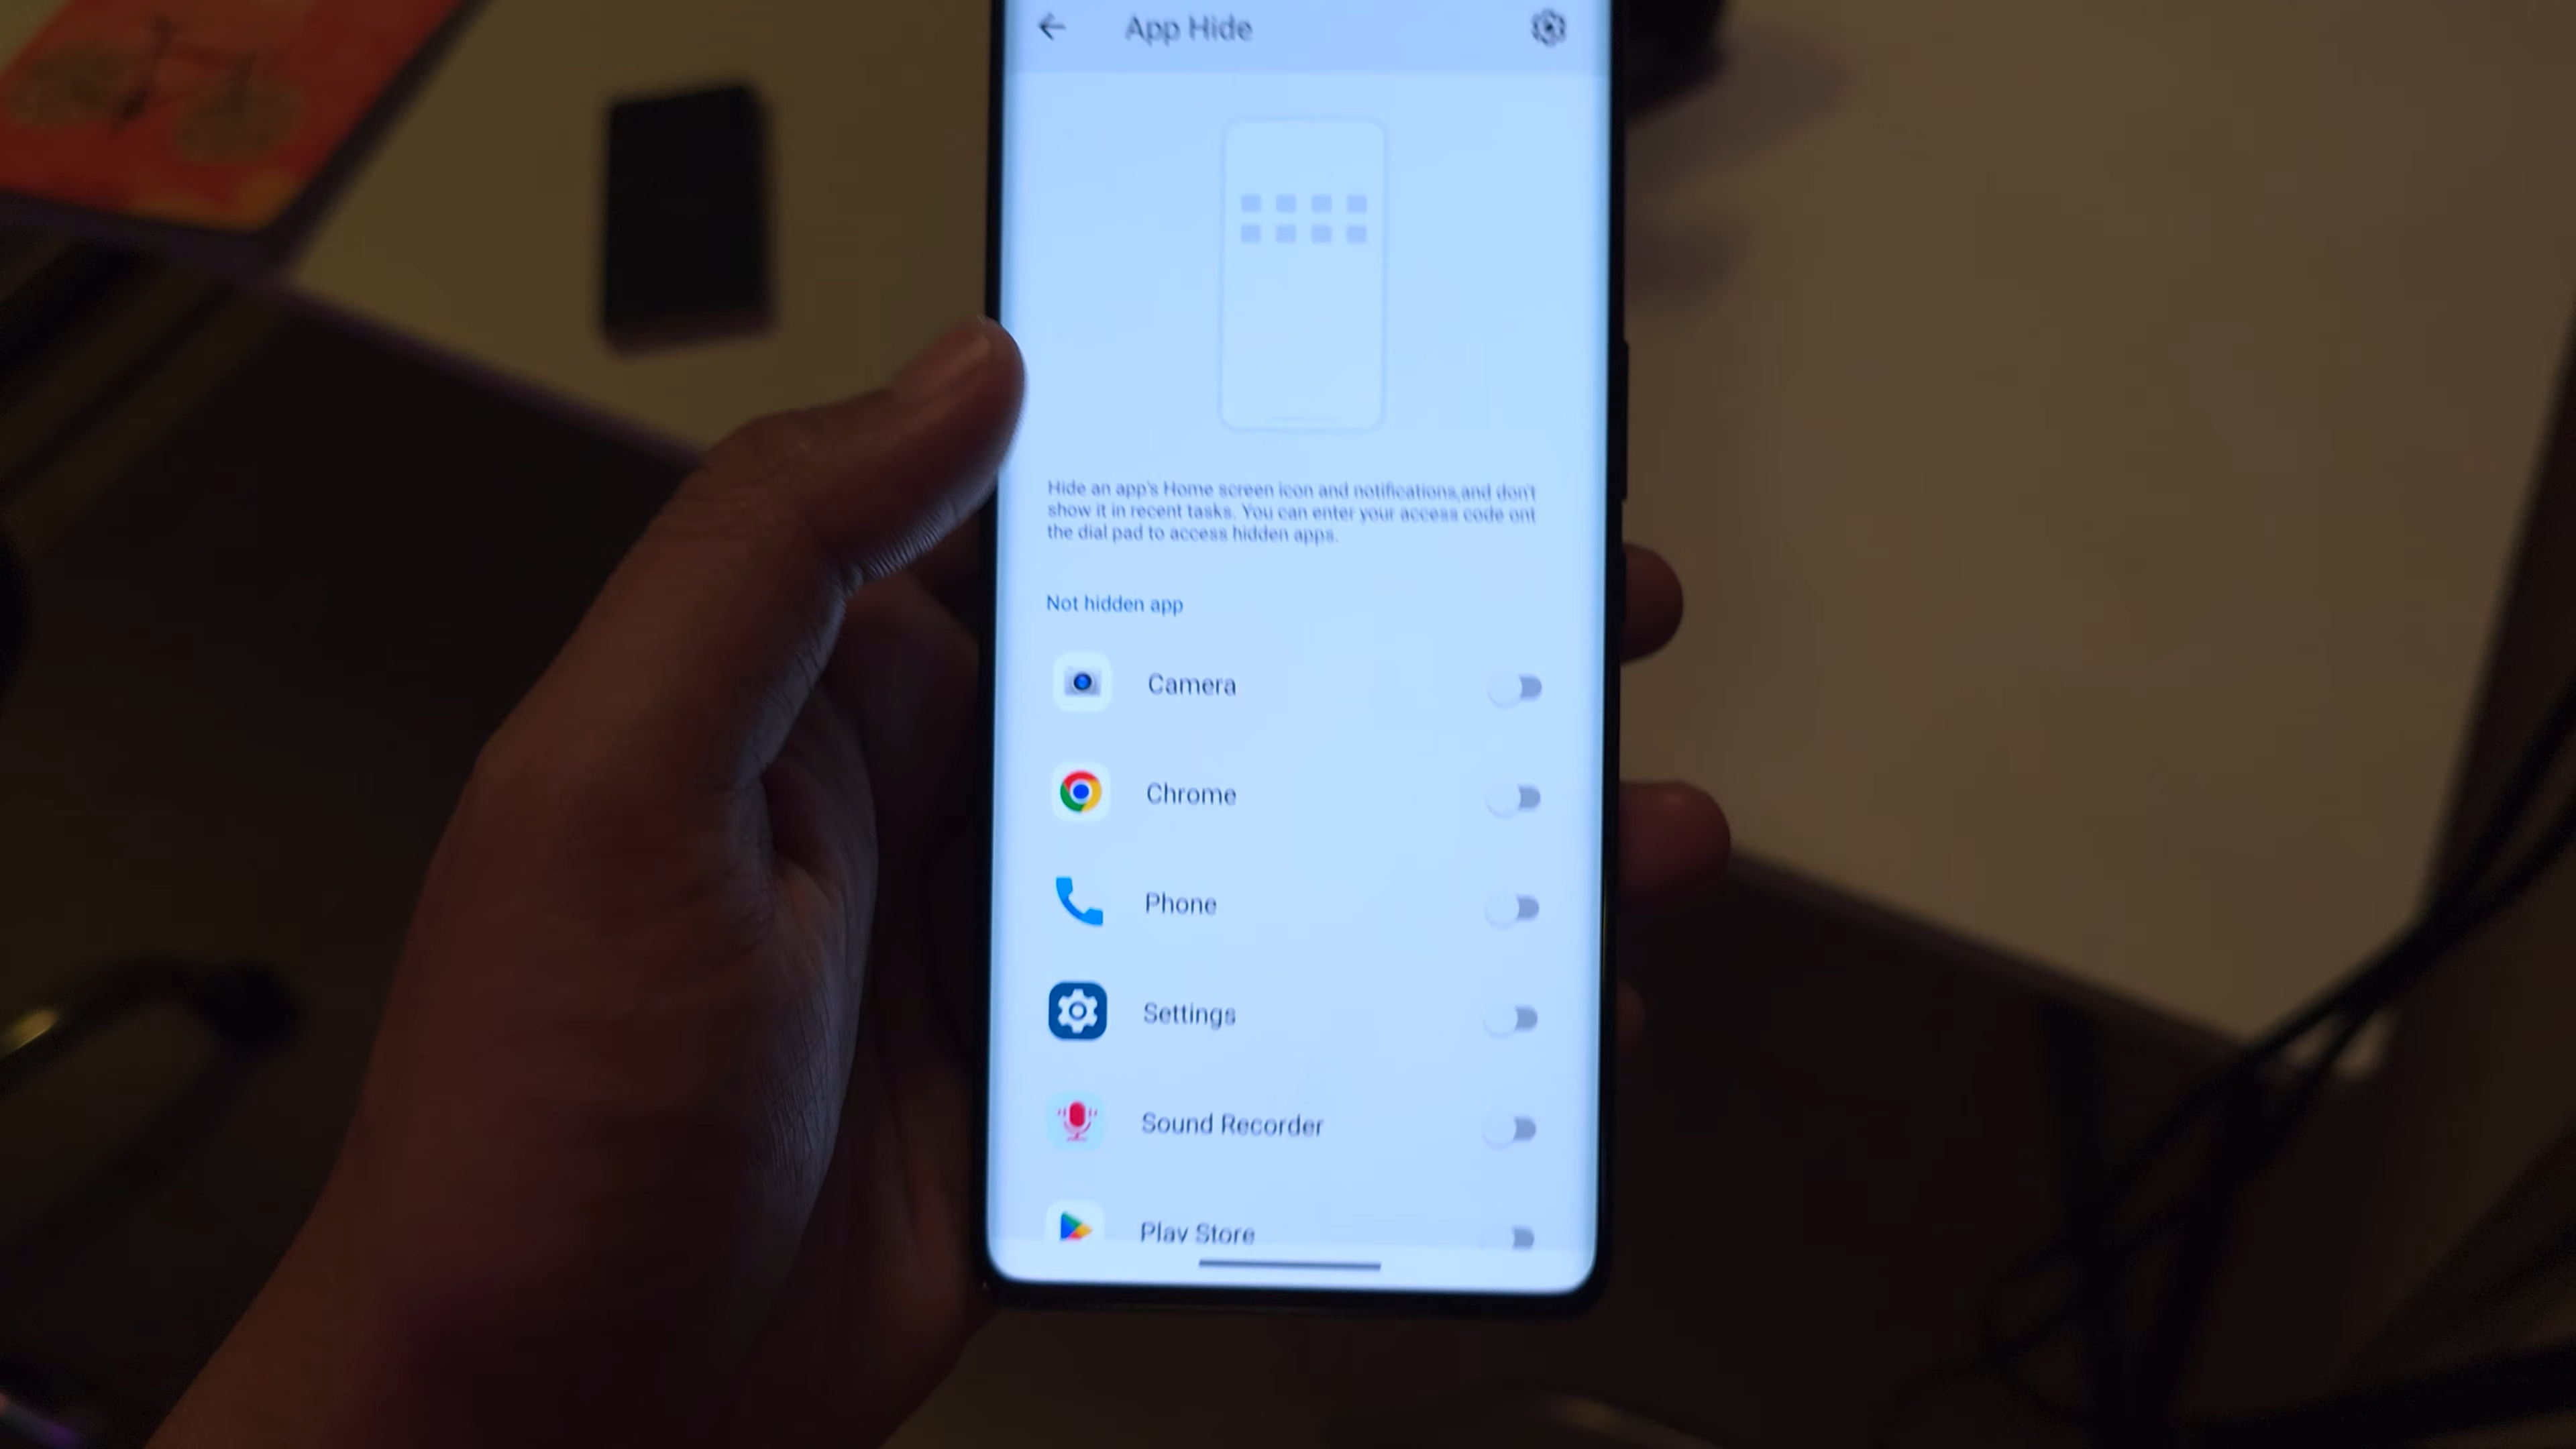 App Hide
Hide an app's Home screen icon and notifications,and don't
show it in recent tasks. You can enter your access code ont
the dial pad to access hidden apps.
Not hidden app
Camera
Chrome
Phone
Settings
Sound Recorder
Play Store